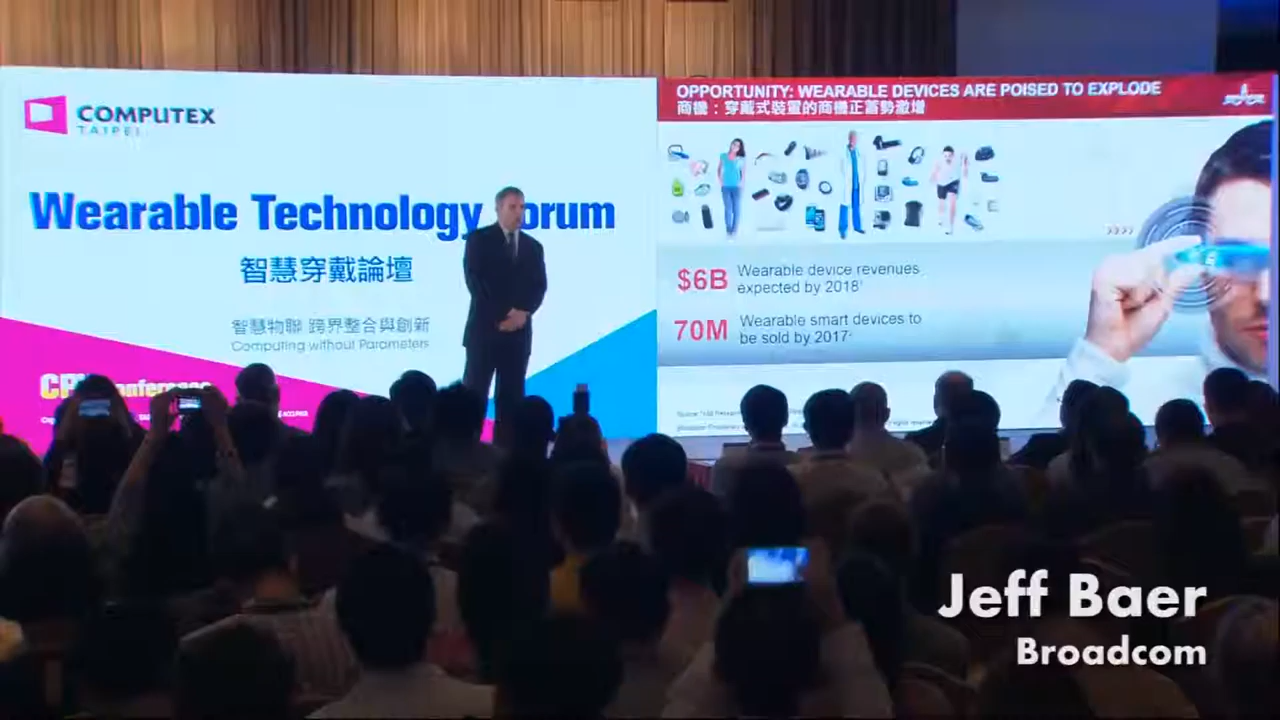 COMPUTEX
TAIPEI
Wearable Technology orum
智慧穿戴論壇
智慧物聯 跨界整合與創新
Computing without Parameters
OPPORTUNITY: WEARABLE DEVICES ARE POISED TO EXPLODE
商機：穿戴式裝置的商機正蓄勢激增
$6B Wearable device revenues
expected by 2018¹
70M Wearable smart devices to
be sold by 2017²
Jeff Baer
Broadcom